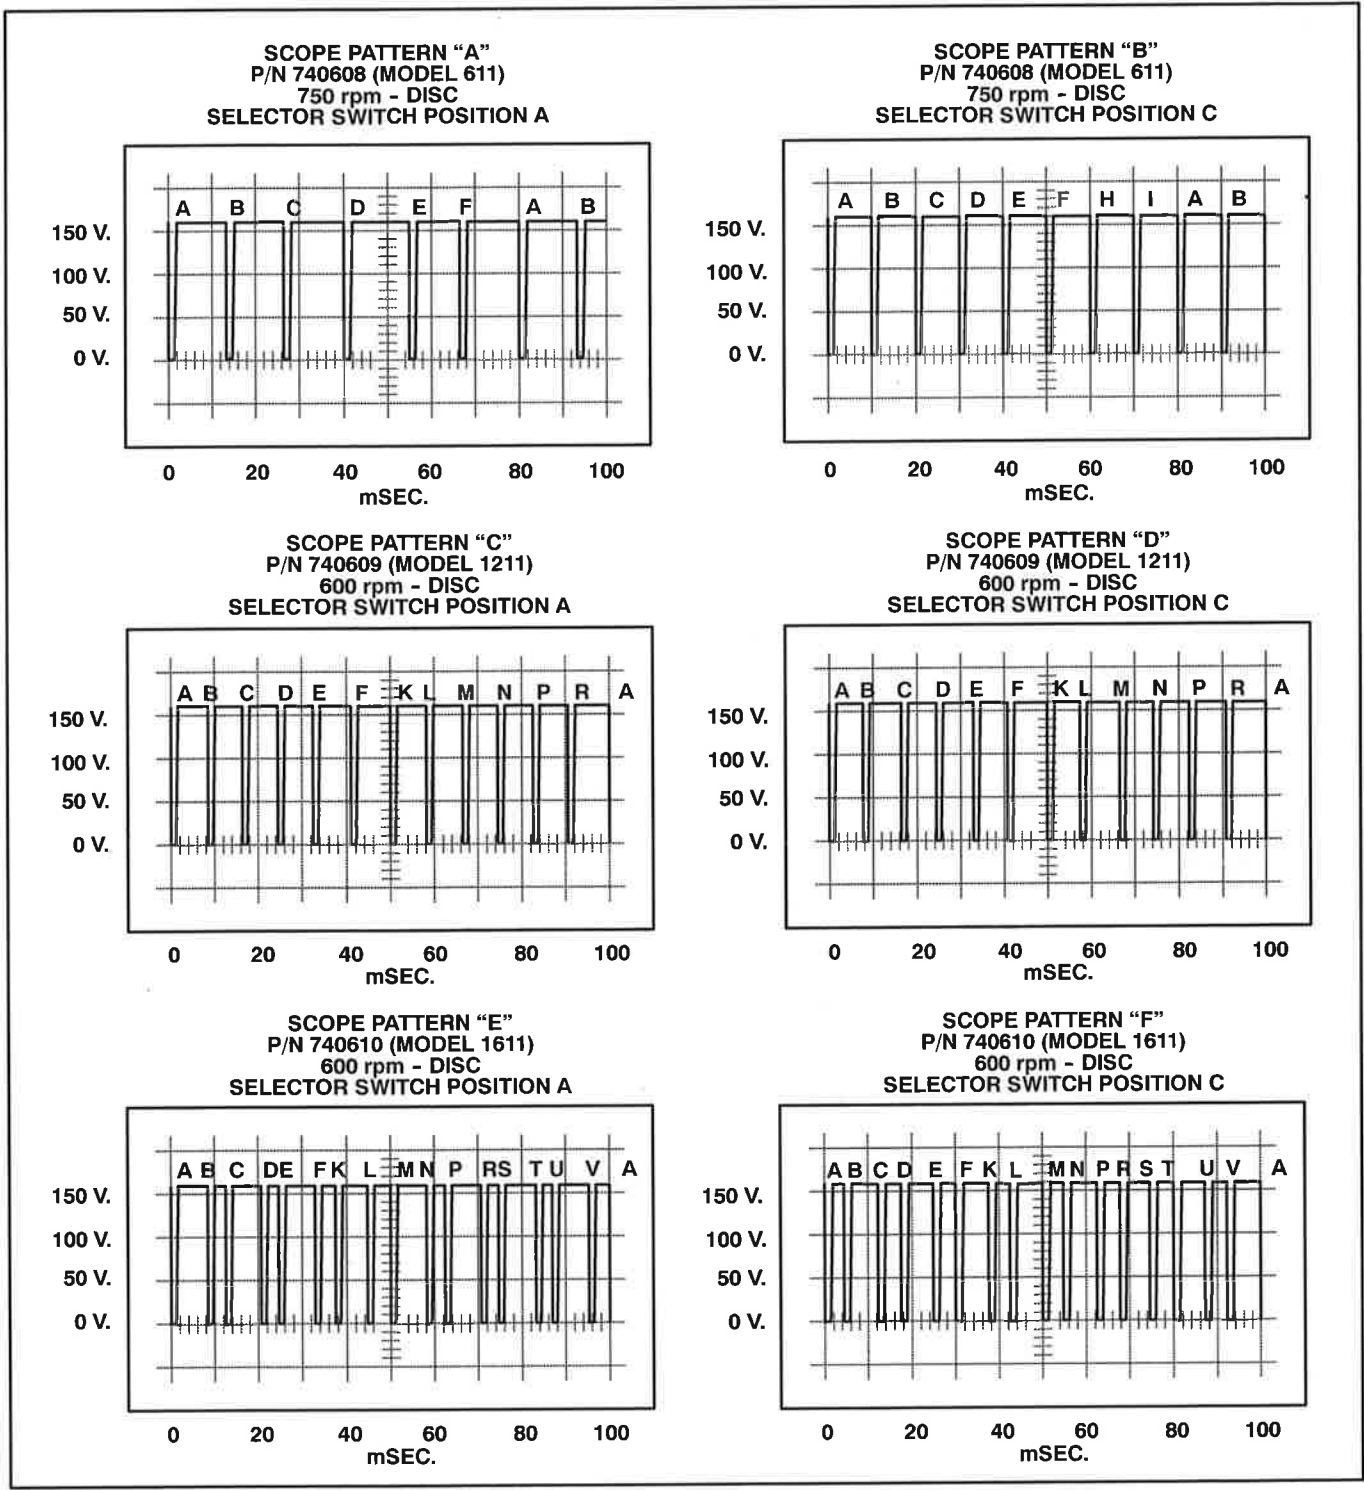 SCOPE PATTERN “A”
P/N 740608 (MODEL 611)
750 rpm - DISC
SELECTOR SWITCH POSITION A
A B C D E F A B
150 V.
100 V.
50 V.
0 V.
0 20 40 60 80 100
mSEC.
SCOPE PATTERN “B”
P/N 740608 (MODEL 611)
750 rpm - DISC
SELECTOR SWITCH POSITION C
A B C D E F H I A B
150 V.
100 V.
50 V.
0 V.
0 20 40 60 80 100
mSEC.
SCOPE PATTERN “C”
P/N 740609 (MODEL 1211)
600 rpm - DISC
SELECTOR SWITCH POSITION A
A B C D E F K L M N P R A
150 V.
100 V.
50 V.
0 V.
0 20 40 60 80 100
mSEC.
SCOPE PATTERN “D”
P/N 740609 (MODEL 1211)
600 rpm - DISC
SELECTOR SWITCH POSITION C
A B C D E F K L M N P R A
150 V.
100 V.
50 V.
0 V.
0 20 40 60 80 100
mSEC.
SCOPE PATTERN “E”
P/N 740610 (MODEL 1611)
600 rpm - DISC
SELECTOR SWITCH POSITION A
A B C DE F K L M N P RS T U V A
150 V.
100 V.
50 V.
0 V.
0 20 40 60 80 100
mSEC.
SCOPE PATTERN “F”
P/N 740610 (MODEL 1611)
600 rpm - DISC
SELECTOR SWITCH POSITION C
A B C D E F K L M N P R S T U V A
150 V.
100 V.
50 V.
0 V.
0 20 40 60 80 100
mSEC.